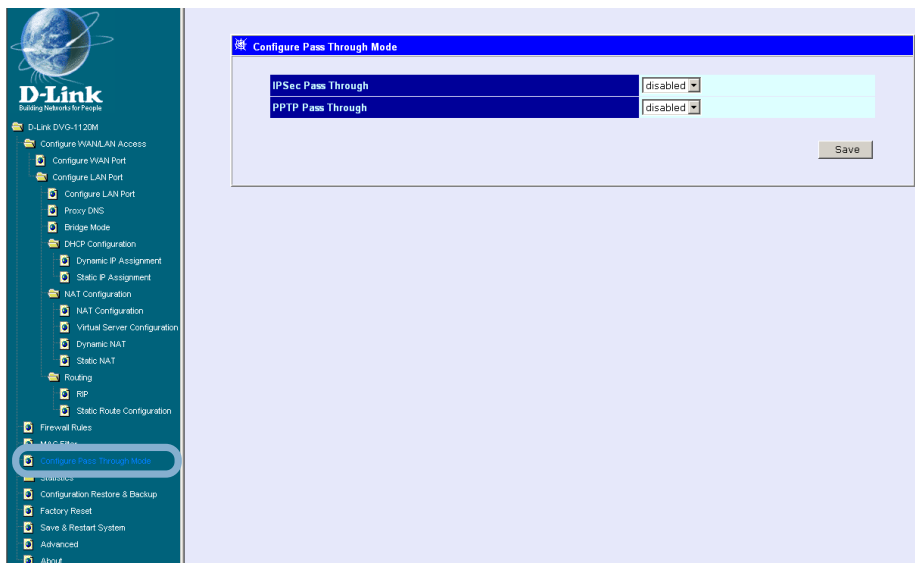 D-Link
Building Networks for People
D-Link DVG-1120M
Configure WAN/LAN Access
Configure WAN Port
Configure LAN Port
Configure LAN Port
Proxy DNS
Bridge Mode
DHCP Configuration
Dynamic IP Assignment
Static IP Assignment
NAT Configuration
NAT Configuration
Virtual Server Configuration
Dynamic NAT
Static NAT
Routing
RIP
Static Route Configuration
Firewall Rules
MAC Filter
Configure Pass Through Mode
Statistics
Configuration Restore & Backup
Factory Reset
Save & Restart System
Advanced
About
Configure Pass Through Mode
IPSec Pass Through disabled
PPTP Pass Through disabled
Save